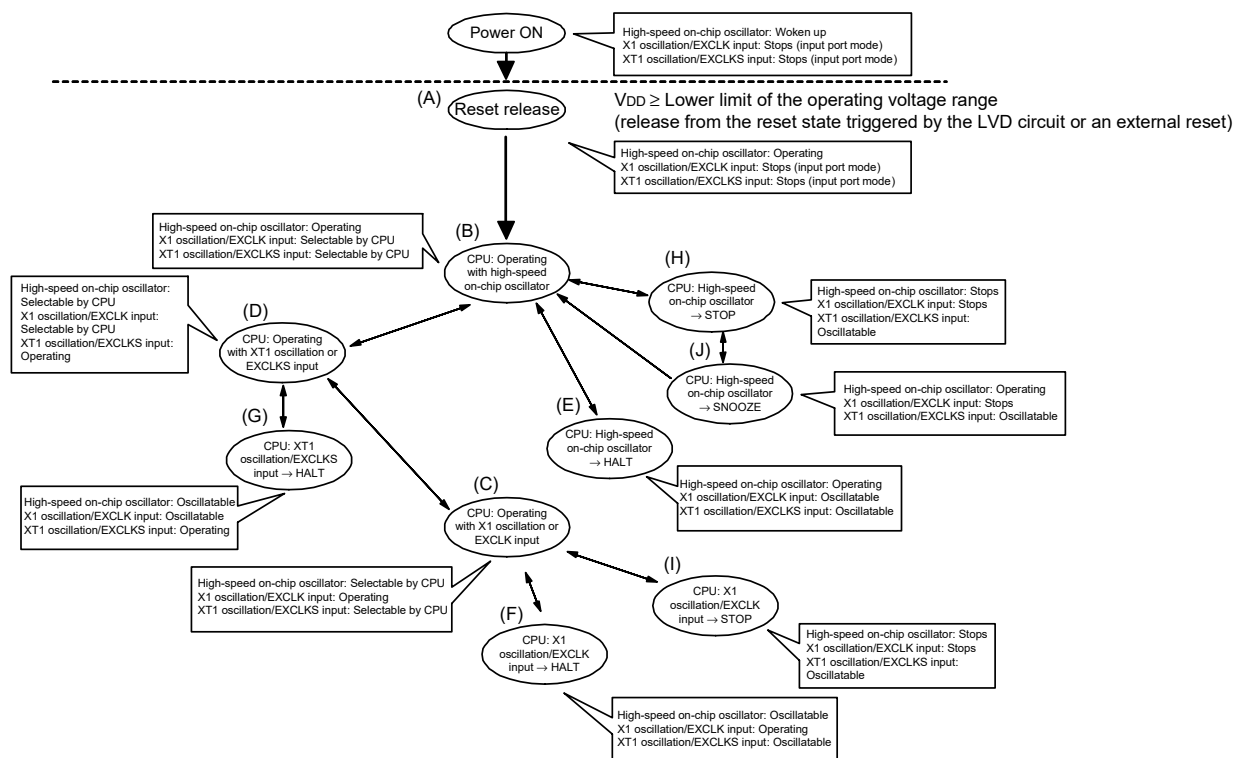 Power ON
High-speed on-chip oscillator: Woken up
X1 oscillation/EXCLK input: Stops (input port mode)
XT1 oscillation/EXCLKS input: Stops (input port mode)
(A)
Reset release
VDD ≥ Lower limit of the operating voltage range
(release from the reset state triggered by the LVD circuit or an external reset)
High-speed on-chip oscillator: Operating
X1 oscillation/EXCLK input: Stops (input port mode)
XT1 oscillation/EXCLKS input: Stops (input port mode)
High-speed on-chip oscillator: Operating
X1 oscillation/EXCLK input: Selectable by CPU
XT1 oscillation/EXCLKS input: Selectable by CPU
(B)
CPU: Operating
with high-speed
on-chip oscillator
(H)
CPU: High-speed
on-chip oscillator
→ STOP
High-speed on-chip oscillator: Stops
X1 oscillation/EXCLK input: Stops
XT1 oscillation/EXCLKS input:
Oscillatable
High-speed on-chip oscillator:
Selectable by CPU
X1 oscillation/EXCLK input:
Selectable by CPU
XT1 oscillation/EXCLKS input:
Operating
(D)
CPU: Operating
with XT1 oscillation or
EXCLKS input
(J)
CPU: High-speed
on-chip oscillator
→ SNOOZE
High-speed on-chip oscillator: Operating
X1 oscillation/EXCLK input: Stops
XT1 oscillation/EXCLKS input: Oscillatable
(E)
CPU: High-speed
on-chip oscillator
→ HALT
High-speed on-chip oscillator: Operating
X1 oscillation/EXCLK input: Oscillatable
XT1 oscillation/EXCLKS input: Oscillatable
(G)
CPU: XT1
oscillation/EXCLKS
input → HALT
High-speed on-chip oscillator: Oscillatable
X1 oscillation/EXCLK input: Oscillatable
XT1 oscillation/EXCLKS input: Operating
(C)
CPU: Operating
with X1 oscillation or
EXCLK input
High-speed on-chip oscillator: Selectable by CPU
X1 oscillation/EXCLK input: Operating
XT1 oscillation/EXCLKS input: Selectable by CPU
(I)
CPU: X1
oscillation/EXCLK
input → STOP
High-speed on-chip oscillator: Stops
X1 oscillation/EXCLK input: Stops
XT1 oscillation/EXCLKS input:
Oscillatable
(F)
CPU: X1
oscillation/EXCLK
input → HALT
High-speed on-chip oscillator: Oscillatable
X1 oscillation/EXCLK input: Operating
XT1 oscillation/EXCLKS input: Oscillatable